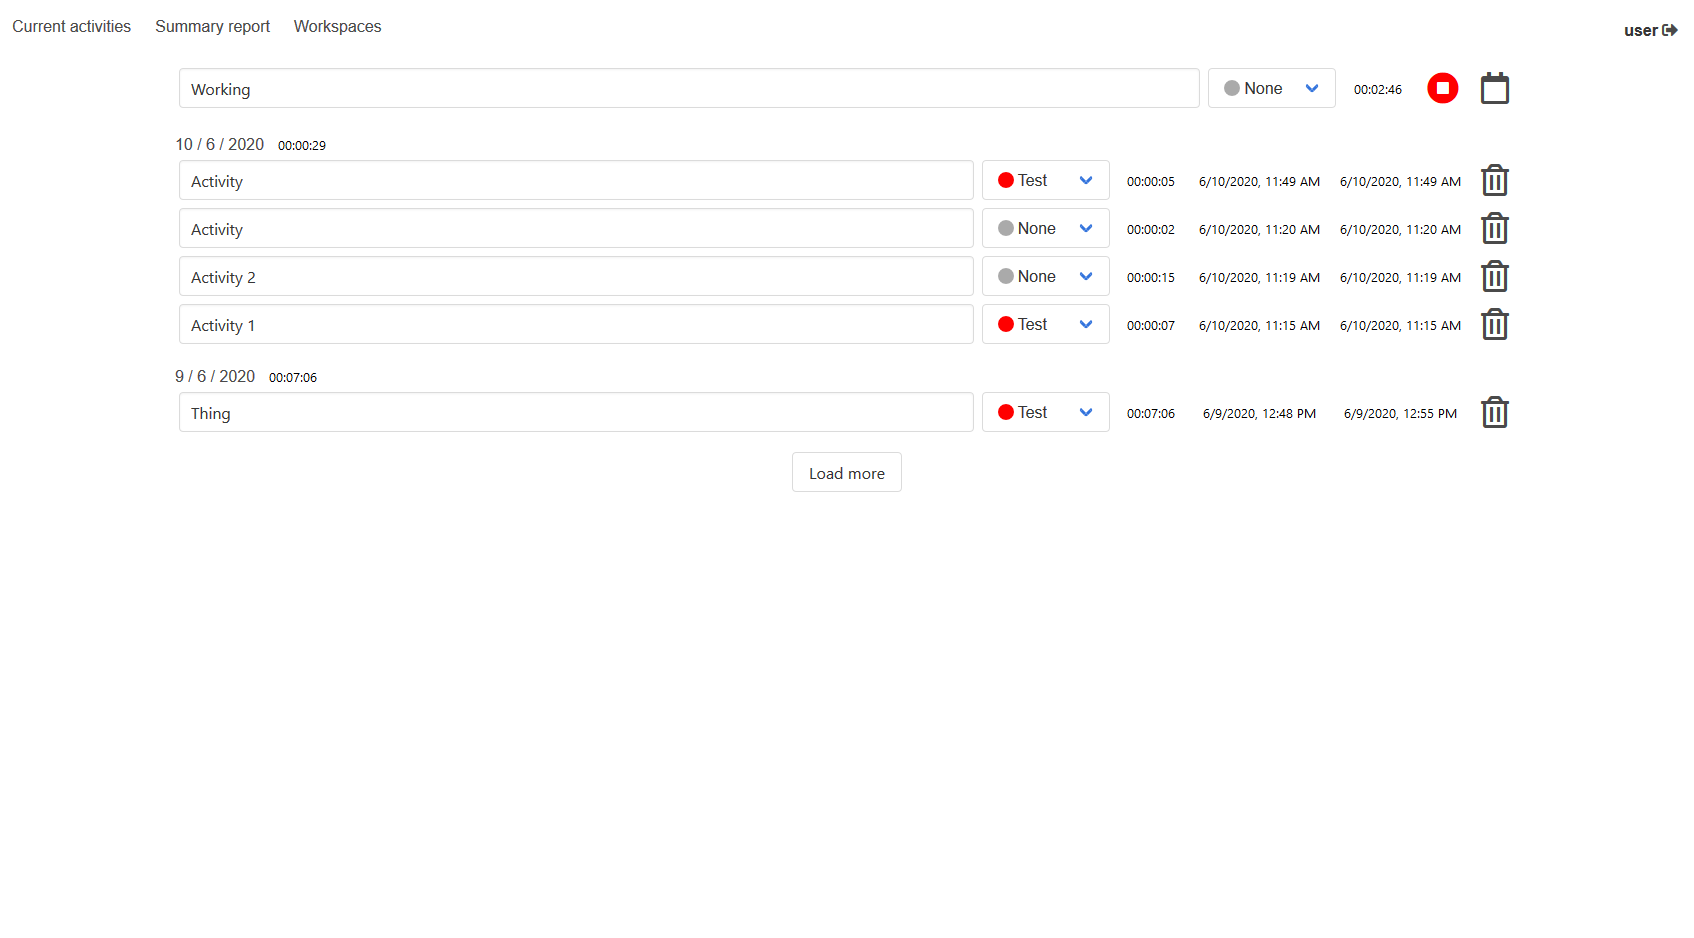 Current activities Summary report Workspaces user
Working None 00:02:46
10 / 6 / 2020 00:00:29
Activity Test 00:00:05 6/10/2020, 11:49 AM 6/10/2020, 11:49 AM
Activity None 00:00:02 6/10/2020, 11:20 AM 6/10/2020, 11:20 AM
Activity 2 None 00:00:15 6/10/2020, 11:19 AM 6/10/2020, 11:19 AM
Activity 1 Test 00:00:07 6/10/2020, 11:15 AM 6/10/2020, 11:15 AM
9 / 6 / 2020 00:07:06
Thing Test 00:07:06 6/9/2020, 12:48 PM 6/9/2020, 12:55 PM
Load more